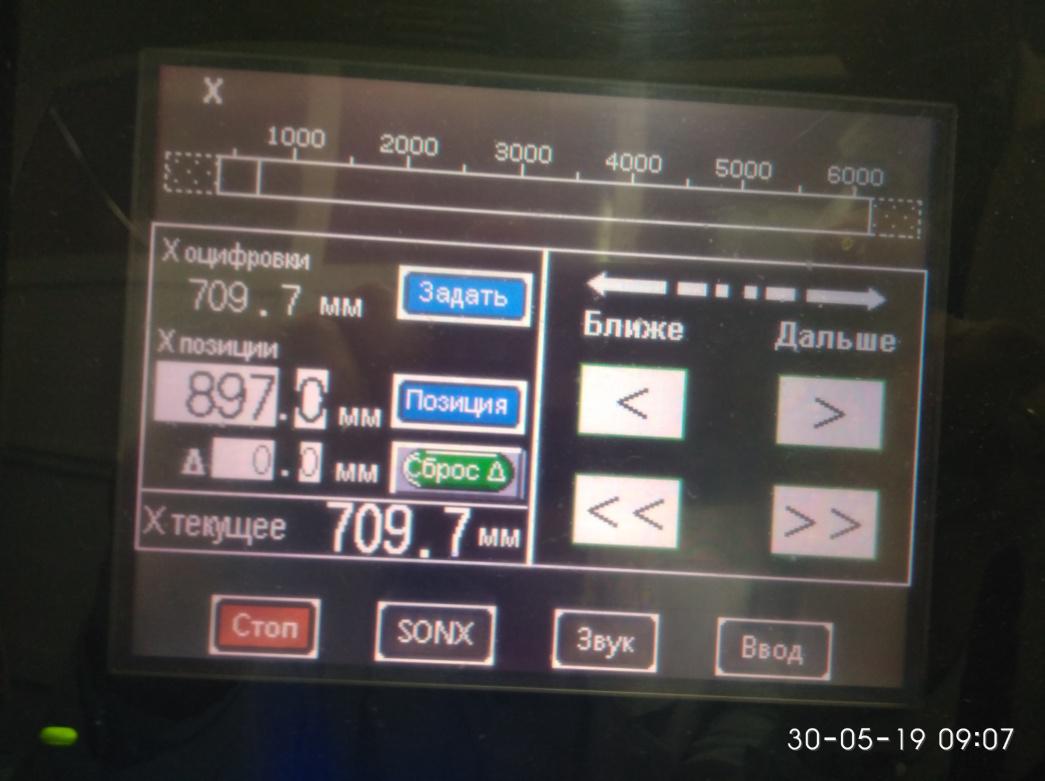 X
1000 2000 3000 4000 5000 6000
X оцифровки
709.7 мм Задать
X позиции
897.0 мм Позиция
Δ 0.0 мм Сброс Δ
X текущее 709.7 мм
Ближе Дальше
< >
<< >>
Стоп SONX Звук Ввод
30-05-19 09:07